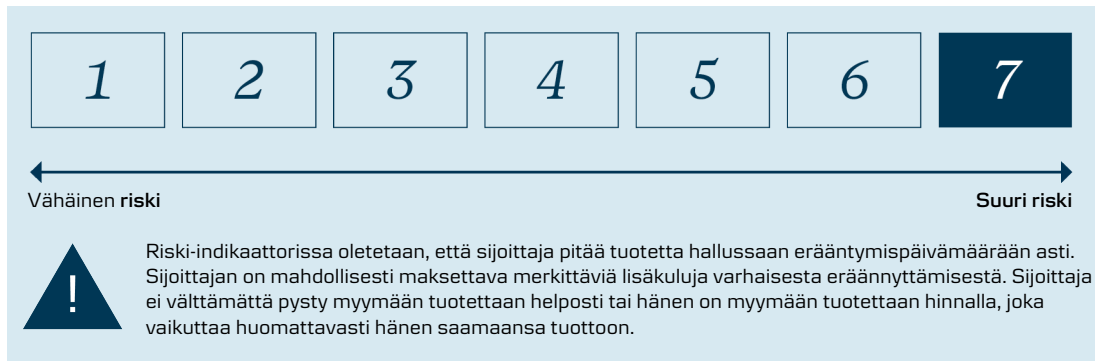 1 2 3 4 5 6 7
Vähäinen riski Suuri riski
Riski-indikaattorissa oletetaan, että sijoittaja pitää tuotetta hallussaan erääntymispäivämäärään asti.
Sijoittajan on mahdollisesti maksettava merkittäviä lisäkuluja varhaisesta eräännyttämisestä. Sijoittaja
ei välttämättä pysty myymään tuotettaan helposti tai hänen on myymään tuotettaan hinnalla, joka
vaikuttaa huomattavasti hänen saamaansa tuottoon.
!